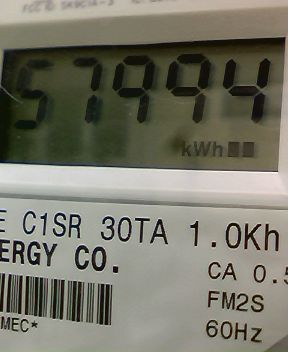 57994
kWh
E C1SR 30TA 1.0Kh
ERGY CO.
CA 0.5
FM2S
60Hz
MEC*